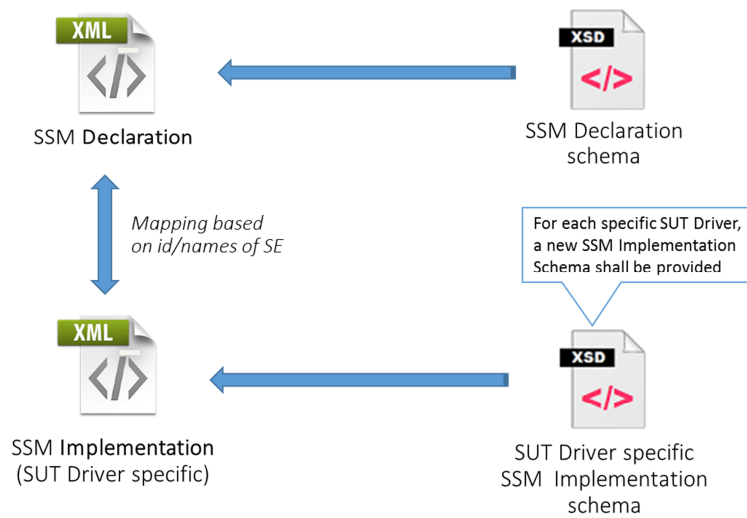 XML
</>
SSM Declaration
XSD
</>
SSM Declaration
schema
Mapping based
on id/names of SE
For each specific SUT Driver,
a new SSM Implementation
Schema shall be provided
XML
</>
SSM Implementation
(SUT Driver specific)
XSD
</>
SUT Driver specific
SSM Implementation
schema